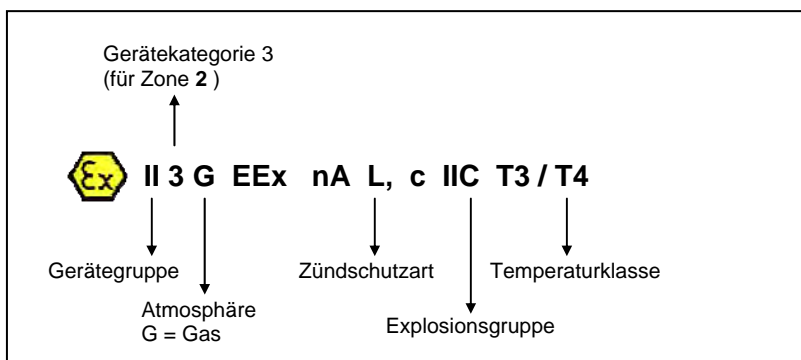 Gerätekategorie 3
(für Zone 2 )
Ex II 3 G EEx nA L, c IIC T3 / T4
Gerätegruppe
Zündschutzart
Temperaturklasse
Atmosphäre
G = Gas
Explosionsgruppe